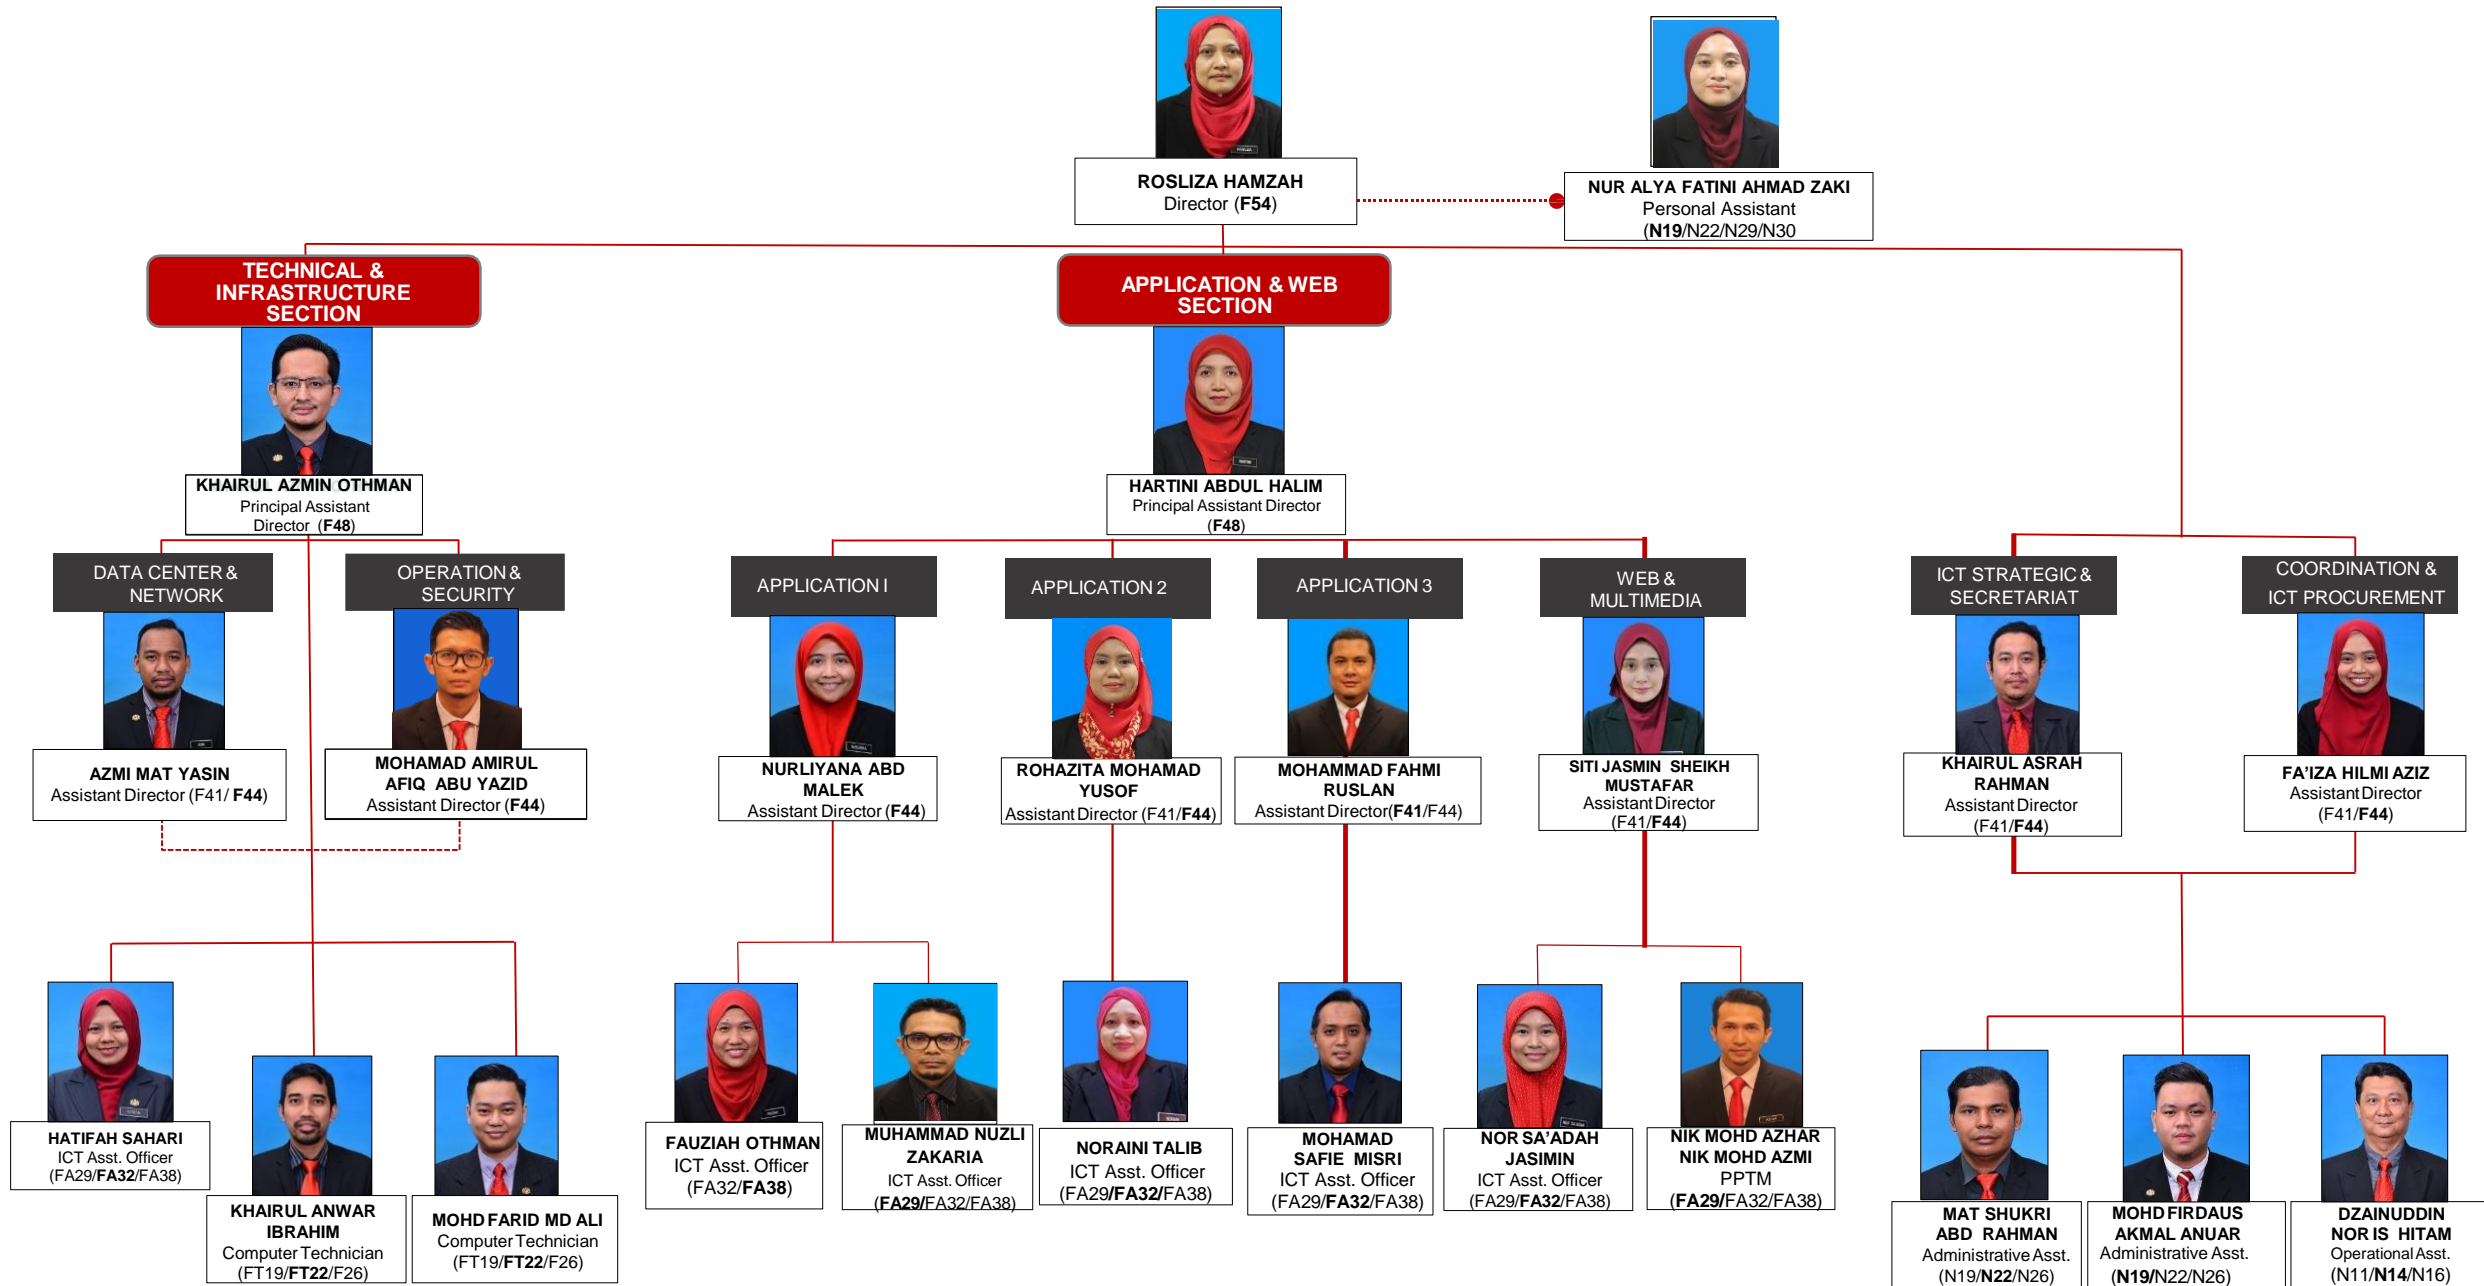 ROSLIZA HAMZAH
Director (F54)
NUR ALYA FATINI AHMAD ZAKI
Personal Assistant
(N19/N22/N29/N30
TECHNICAL &
INFRASTRUCTURE
SECTION
APPLICATION & WEB
SECTION
KHAIRUL AZMIN OTHMAN
Principal Assistant
Director (F48)
HARTINI ABDUL HALIM
Principal Assistant Director
(F48)
DATA CENTER &
NETWORK
OPERATION &
SECURITY
APPLICATION I
APPLICATION 2
APPLICATION 3
WEB &
MULTIMEDIA
ICT STRATEGIC &
SECRETARIAT
COORDINATION &
ICT PROCUREMENT
AZMI MAT YASIN
Assistant Director (F41/ F44)
MOHAMAD AMIRUL
AFIQ ABU YAZID
Assistant Director (F44)
NURLIYANA ABD
MALEK
Assistant Director (F44)
ROHAZITA MOHAMAD
YUSOF
Assistant Director (F41/F44)
MOHAMMAD FAHMI
RUSLAN
Assistant Director(F41/F44)
SITI JASMIN SHEIKH
MUSTAFAR
Assistant Director
(F41/F44)
KHAIRUL ASRAH
RAHMAN
Assistant Director
(F41/F44)
FA'IZA HILMI AZIZ
Assistant Director
(F41/F44)
HATIFAH SAHARI
ICT Asst. Officer
(FA29/FA32/FA38)
KHAIRUL ANWAR
IBRAHIM
Computer Technician
(FT19/FT22/F26)
MOHD FARID MD ALI
Computer Technician
(FT19/FT22/F26)
FAUZIAH OTHMAN
ICT Asst. Officer
(FA32/FA38)
MUHAMMAD NUZLI
ZAKARIA
ICT Asst. Officer
(FA29/FA32/FA38)
NORAINI TALIB
ICT Asst. Officer
(FA29/FA32/FA38)
MOHAMAD
SAFIE MISRI
ICT Asst. Officer
(FA29/FA32/FA38)
NOR SA'ADAH
JASIMIN
ICT Asst. Officer
(FA29/FA32/FA38)
NIK MOHD AZHAR
NIK MOHD AZMI
PPTM
(FA29/FA32/FA38)
MAT SHUKRI
ABD RAHMAN
Administrative Asst.
(N19/N22/N26)
MOHD FIRDAUS
AKMAL ANUAR
Administrative Asst.
(N19/N22/N26)
DZAINUDDIN
NOR IS HITAM
Operational Asst.
(N11/N14/N16)